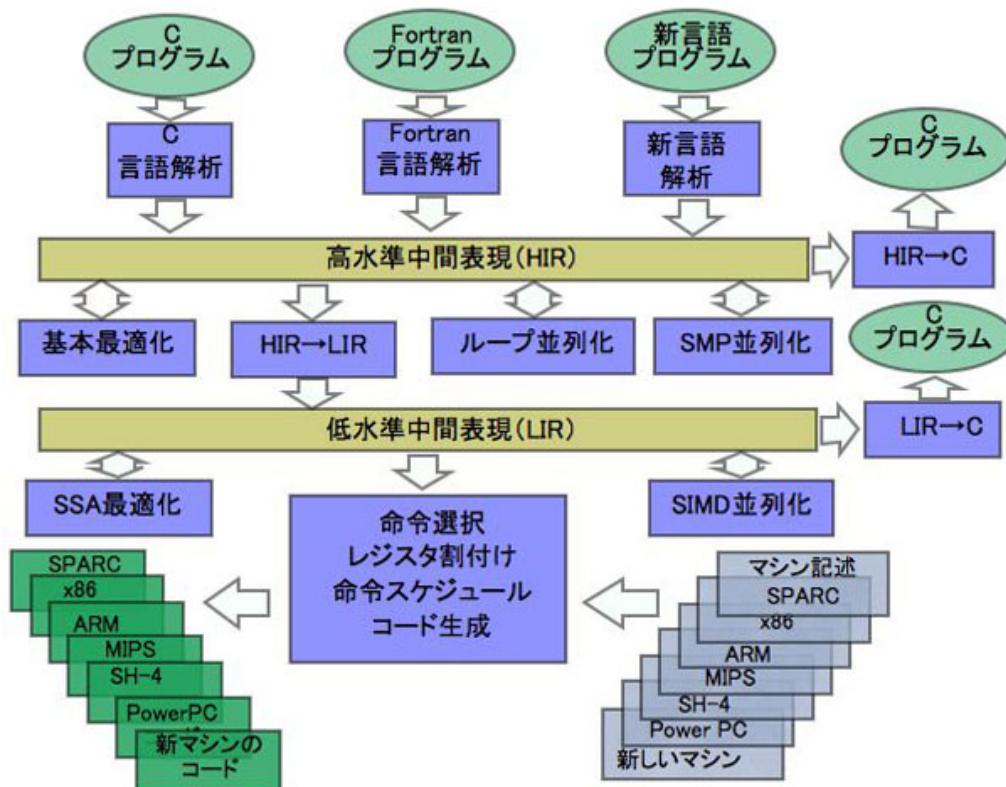 C
プログラム
Fortran
プログラム
新言語
プログラム
C
言語解析
Fortran
言語解析
新言語
解析
C
プログラム
高水準中間表現(HIR)
HIR→C
基本最適化
HIR→LIR
ループ並列化
SMP並列化
C
プログラム
低水準中間表現(LIR)
LIR→C
SSA最適化
命令選択
レジスタ割付け
命令スケジュール
コード生成
SIMD並列化
SPARC
x86
ARM
MIPS
SH-4
PowerPC
新マシンの
コード
マシン記述
SPARC
x86
ARM
MIPS
SH-4
Power PC
新しいマシン